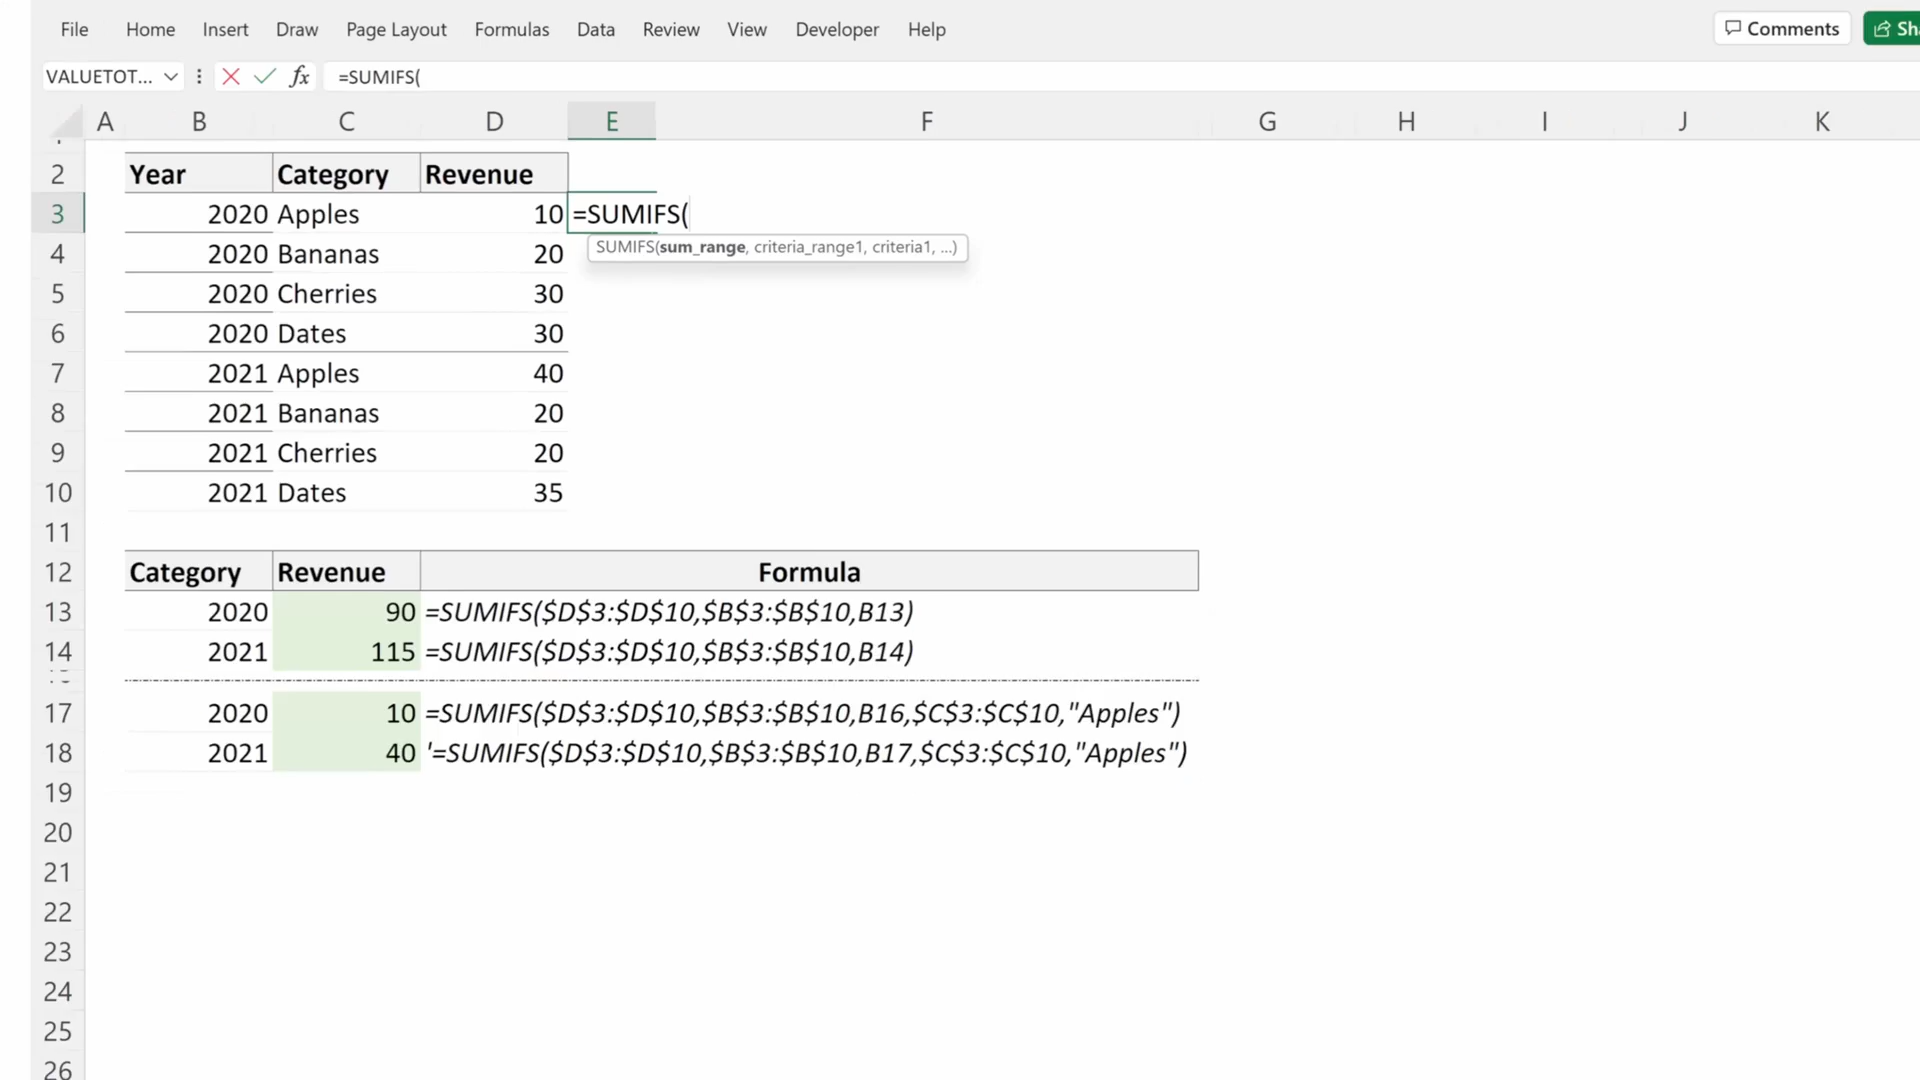 File Home Insert Draw Page Layout Formulas Data Review View Developer Help Comments
VALUETOT... fx =SUMIFS(
A B C D E F G H I J K
2 Year Category Revenue
3 2020 Apples 10 =SUMIFS(
SUMIFS(sum_range, criteria_range1, criteria1, ...)
4 2020 Bananas 20
5 2020 Cherries 30
6 2020 Dates 30
7 2021 Apples 40
8 2021 Bananas 20
9 2021 Cherries 20
10 2021 Dates 35
11
12 Category Revenue Formula
13 2020 90 =SUMIFS($D$3:$D$10,$B$3:$B$10,B13)
14 2021 115 =SUMIFS($D$3:$D$10,$B$3:$B$10,B14)
17 2020 10 =SUMIFS($D$3:$D$10,$B$3:$B$10,B16,$C$3:$C$10,"Apples")
18 2021 40 '=SUMIFS($D$3:$D$10,$B$3:$B$10,B17,$C$3:$C$10,"Apples")
19
20
21
22
23
24
25
26